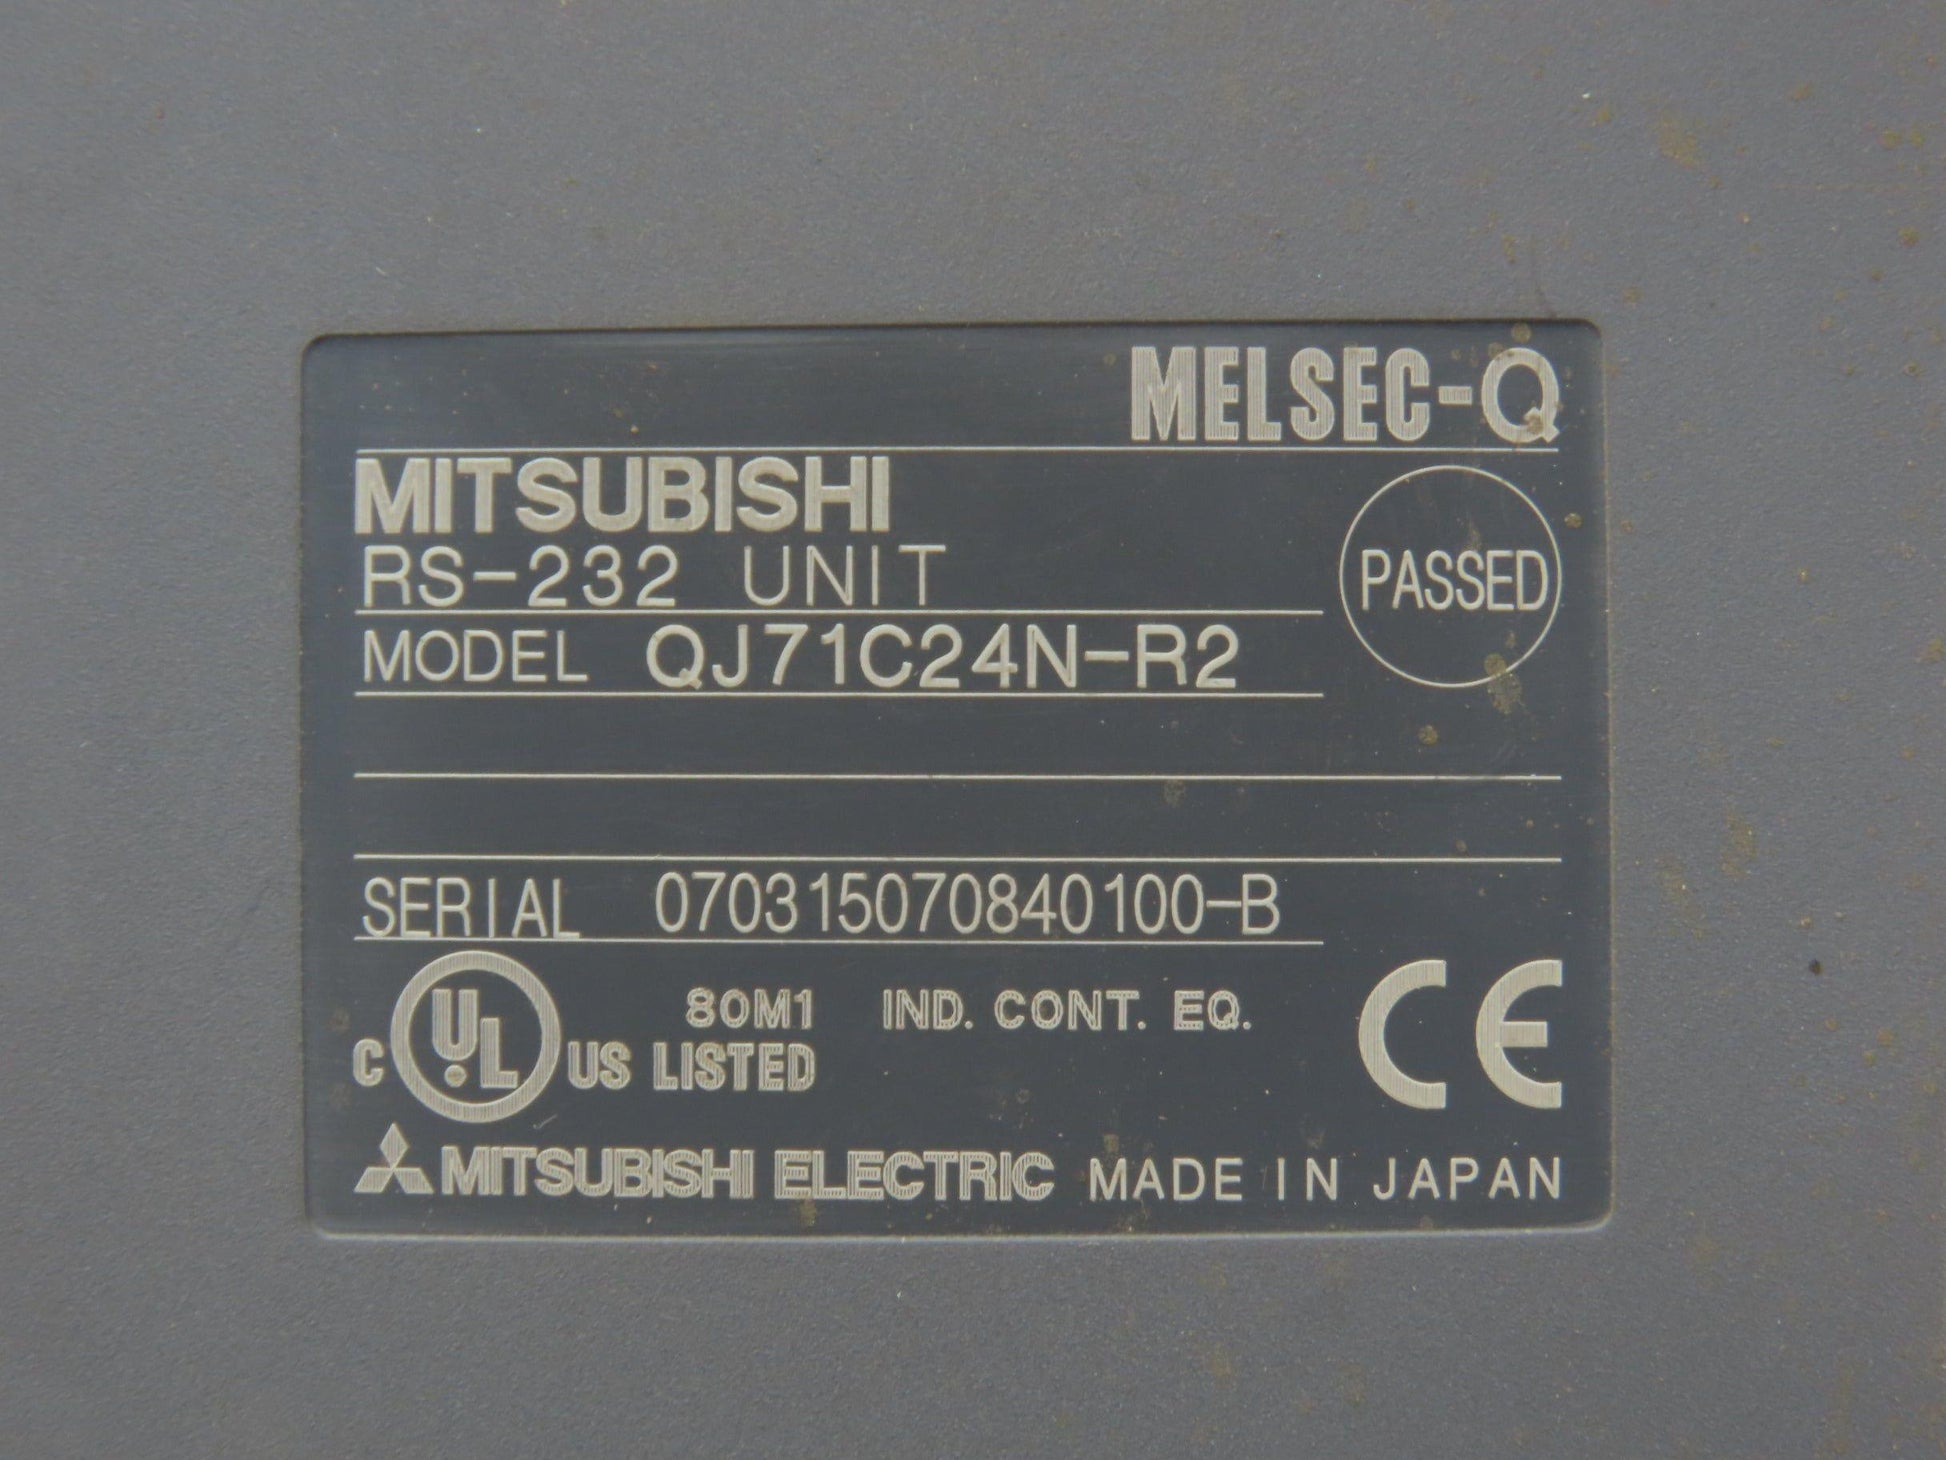 MELSEC-Q
MITSUBISHI
RS-232 UNIT
PASSED
MODEL QJ71C24N-R2
SERIAL 070315070840100-B
C UL US LISTED
80M1 IND. CONT. EQ.
CE
MITSUBISHI ELECTRIC MADE IN JAPAN